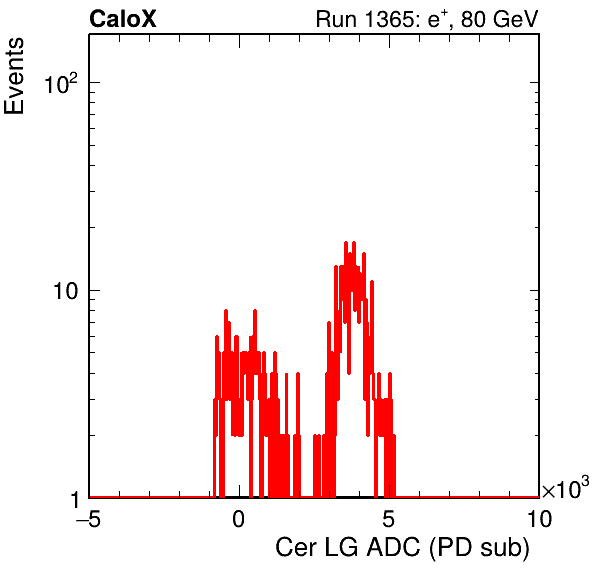 CaloX Run 1365: e⁺, 80 GeV
Events
10²
10
1
−5 0 5 10
×10³
Cer LG ADC (PD sub)